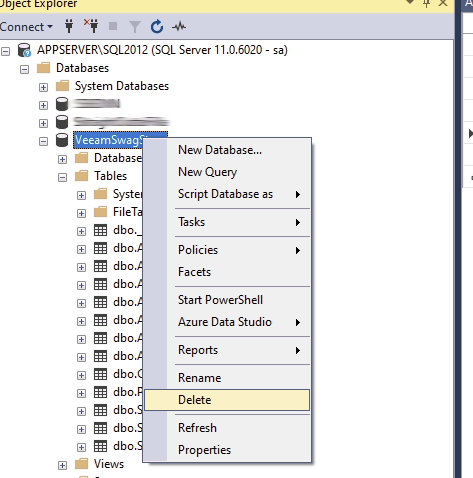 Object Explorer
Connect
APPSERVER\SQL2012 (SQL Server 11.0.6020 - sa)
Databases
System Databases
VeeamSwagS
Database
Tables
Syster
FileTa
dbo._
dbo.A
dbo.A
dbo.A
dbo.A
dbo.A
dbo.A
dbo.A
dbo.C
dbo.P
dbo.S
dbo.S
dbo.S
Views
New Database...
New Query
Script Database as
Tasks
Policies
Facets
Start PowerShell
Azure Data Studio
Reports
Rename
Delete
Refresh
Properties